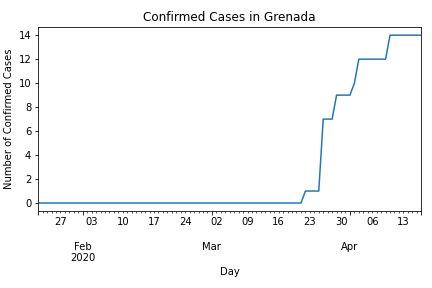 Confirmed Cases in Grenada
Number of Confirmed Cases
14
12
10
8
6
4
2
0
27 03 10 17 24 02 09 16 23 30 06 13
Feb Mar Apr
2020
Day